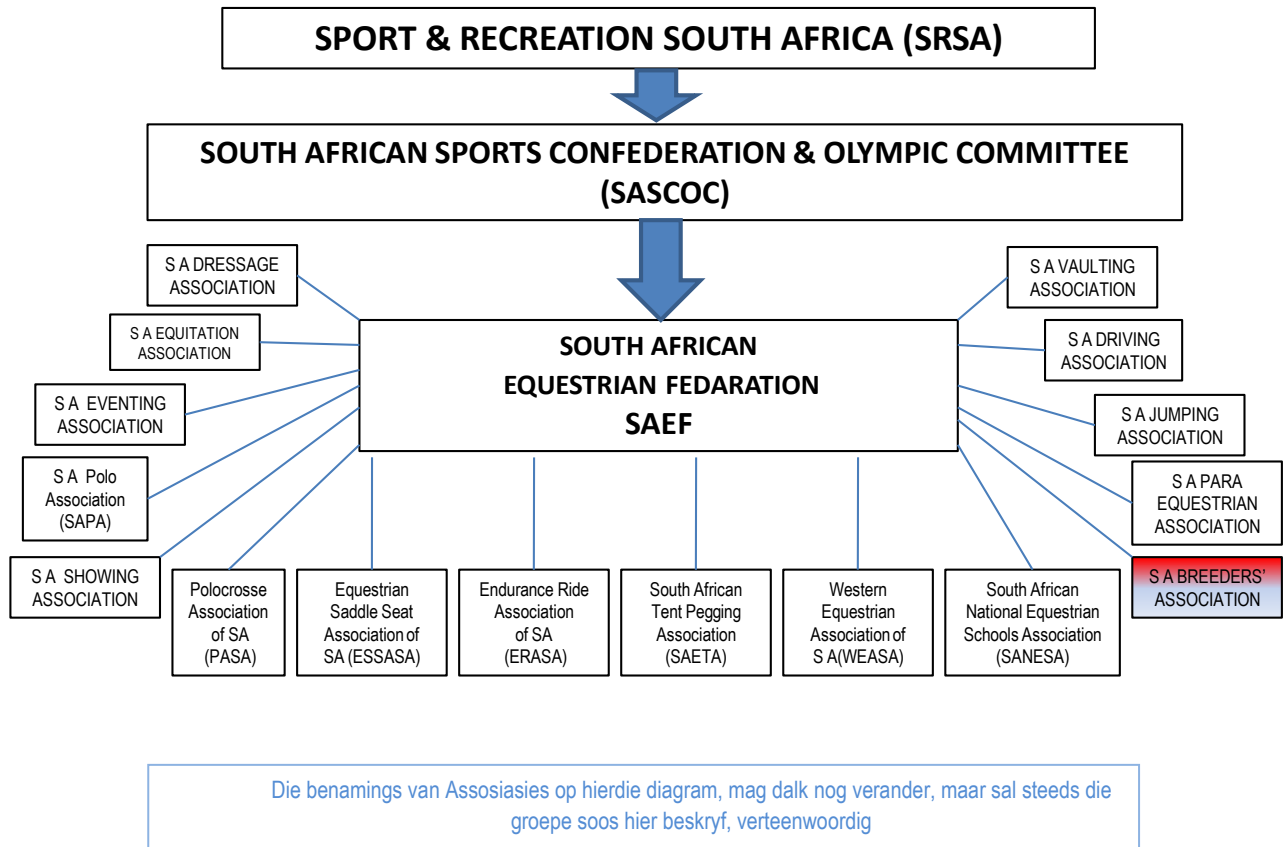 SPORT & RECREATION SOUTH AFRICA (SRSA)
SOUTH AFRICAN SPORTS CONFEDERATION & OLYMPIC COMMITTEE
(SASCOC)
S A DRESSAGE
ASSOCIATION
S A EQUITATION
ASSOCIATION
S A EVENTING
ASSOCIATION
S A Polo
Association
(SAPA)
S A SHOWING
ASSOCIATION
SOUTH AFRICAN
EQUESTRIAN FEDARATION
SAEF
S A VAULTING
ASSOCIATION
S A DRIVING
ASSOCIATION
S A JUMPING
ASSOCIATION
S A PARA
EQUESTRIAN
ASSOCIATION
S A BREEDERS'
ASSOCIATION
Polocrosse
Association
of SA
(PASA)
Equestrian
Saddle Seat
Association of
SA (ESSASA)
Endurance Ride
Association
of SA
(ERASA)
South African
Tent Pegging
Association
(SAETA)
Western
Equestrian
Association of
S A(WEASA)
South African
National Equestrian
Schools Association
(SANESA)
Die benamings van Assosiasies op hierdie diagram, mag dalk nog verander, maar sal steeds die
groepe soos hier beskryf, verteenwoordig